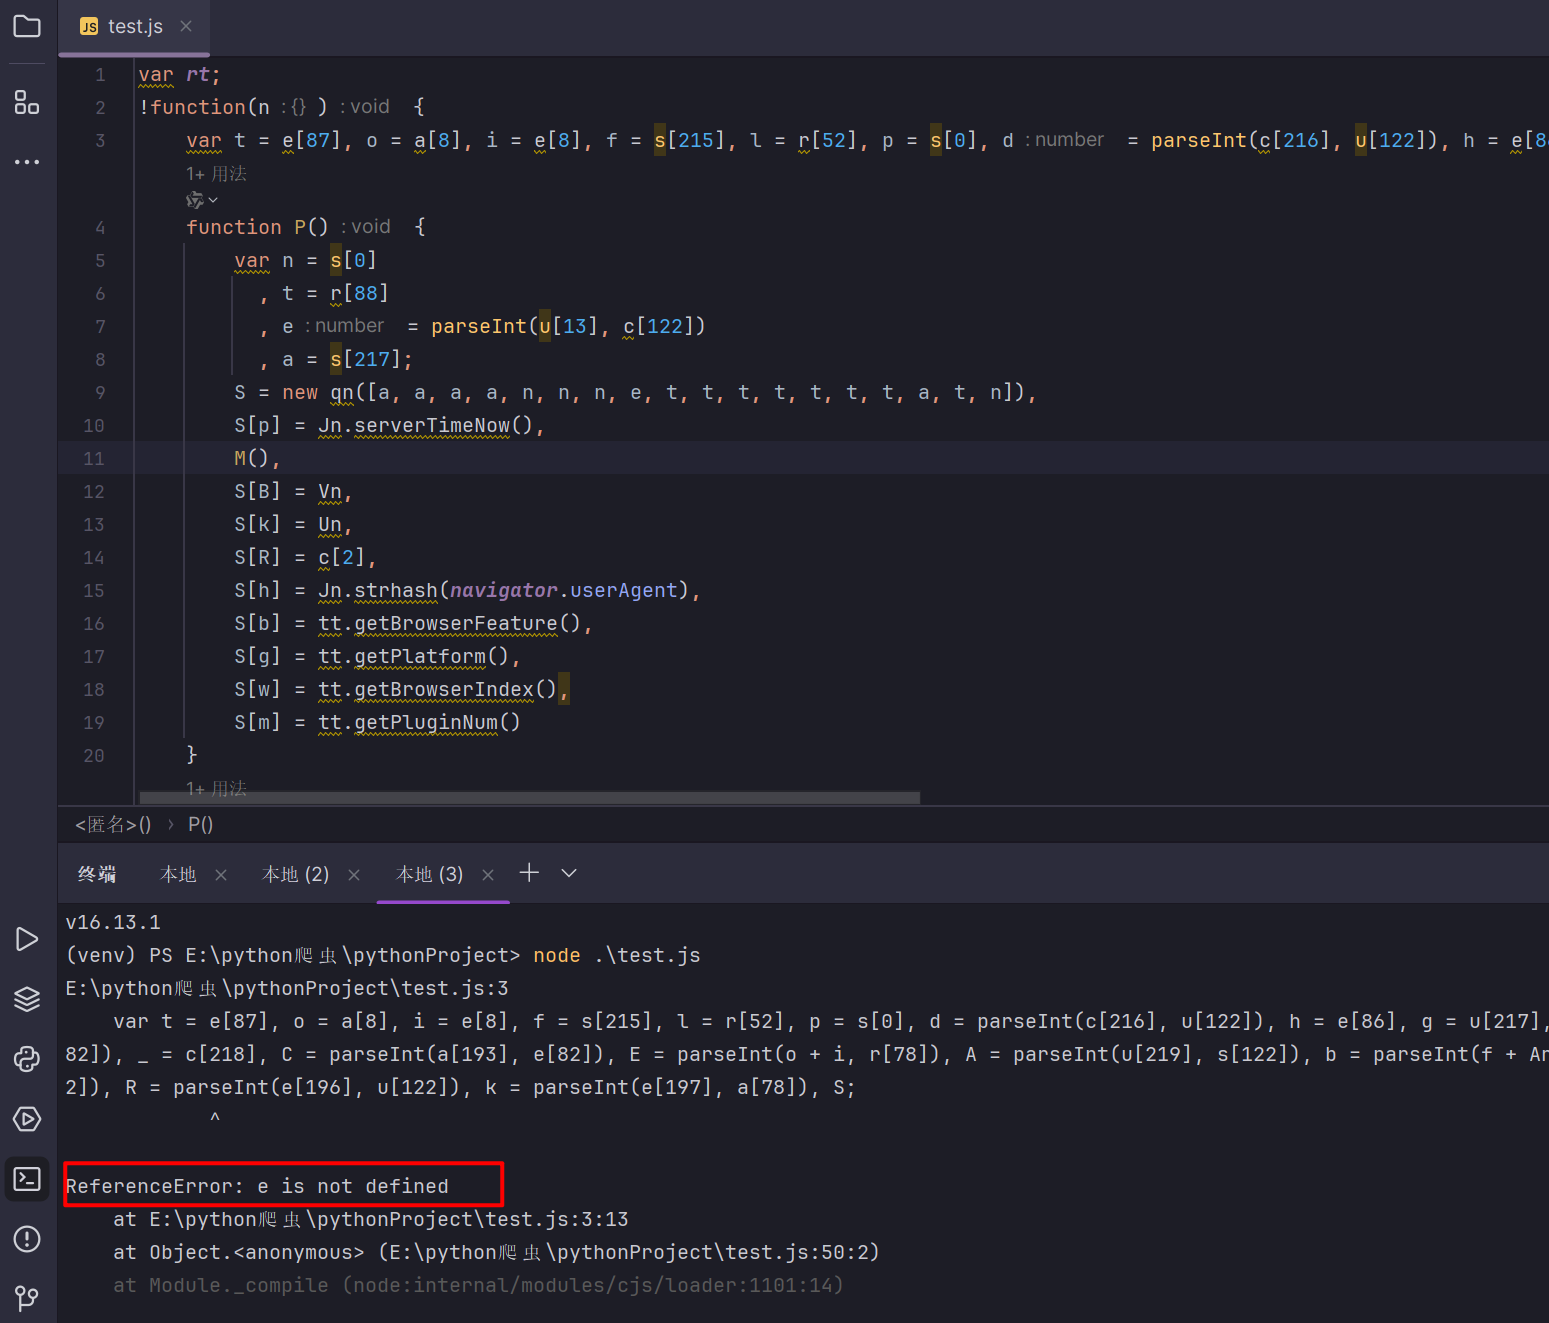 JS test.js
1 var rt;
2 !function(n : {} ) : void {
3 var t = e[87], o = a[8], i = e[8], f = s[215], l = r[52], p = s[0], d : number = parseInt(c[216], u[122]), h = e[8
1+ 用法
4 function P() : void {
5 var n = s[0]
6 , t = r[88]
7 , e : number = parseInt(u[13], c[122])
8 , a = s[217];
9 S = new qn([a, a, a, a, n, n, n, e, t, t, t, t, t, t, t, a, t, n]),
10 S[p] = Jn.serverTimeNow(),
11 M(),
12 S[B] = Vn,
13 S[k] = Un,
14 S[R] = c[2],
15 S[h] = Jn.strhash(navigator.userAgent),
16 S[b] = tt.getBrowserFeature(),
17 S[g] = tt.getPlatform(),
18 S[w] = tt.getBrowserIndex(),
19 S[m] = tt.getPluginNum()
20 }
1+ 用法
<匿名>() › P()
终端 本地 本地 (2) 本地 (3)
v16.13.1
(venv) PS E:\python爬虫\pythonProject> node .\test.js
E:\python爬虫\pythonProject\test.js:3
var t = e[87], o = a[8], i = e[8], f = s[215], l = r[52], p = s[0], d = parseInt(c[216], u[122]), h = e[86], g = u[217],
82]), _ = c[218], C = parseInt(a[193], e[82]), E = parseInt(o + i, r[78]), A = parseInt(u[219], s[122]), b = parseInt(f + An
2]), R = parseInt(e[196], u[122]), k = parseInt(e[197], a[78]), S;
^
ReferenceError: e is not defined
at E:\python爬虫\pythonProject\test.js:3:13
at Object.<anonymous> (E:\python爬虫\pythonProject\test.js:50:2)
at Module._compile (node:internal/modules/cjs/loader:1101:14)